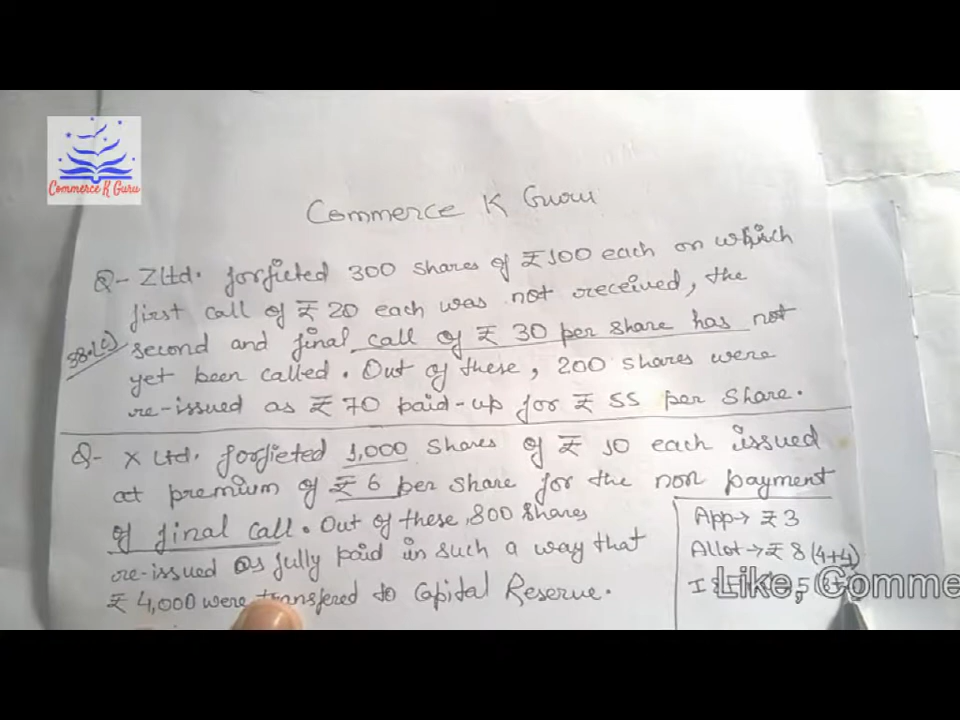 Commerce K Guru
Commerce K Guru
Q- Z Ltd. forfieted 300 shares of ₹100 each on which
first call of ₹ 20 each was not received, the
38.(C)
second and final call of ₹ 30 per share has not
yet been called. Out of these, 200 shares were
re-issued as ₹ 70 paid-up for ₹ 55 per share.
Q- X Ltd. forfieted 1,000 shares of ₹ 10 each issued
at premium of ₹ 6 per share for the non payment
of final call. Out of these, 800 shares
re-issued as fully paid in such a way that
₹ 4,000 were transfered to Capital Reserve.
App→ ₹ 3
Allot→ ₹ 8 (4+4)
Like, Comme